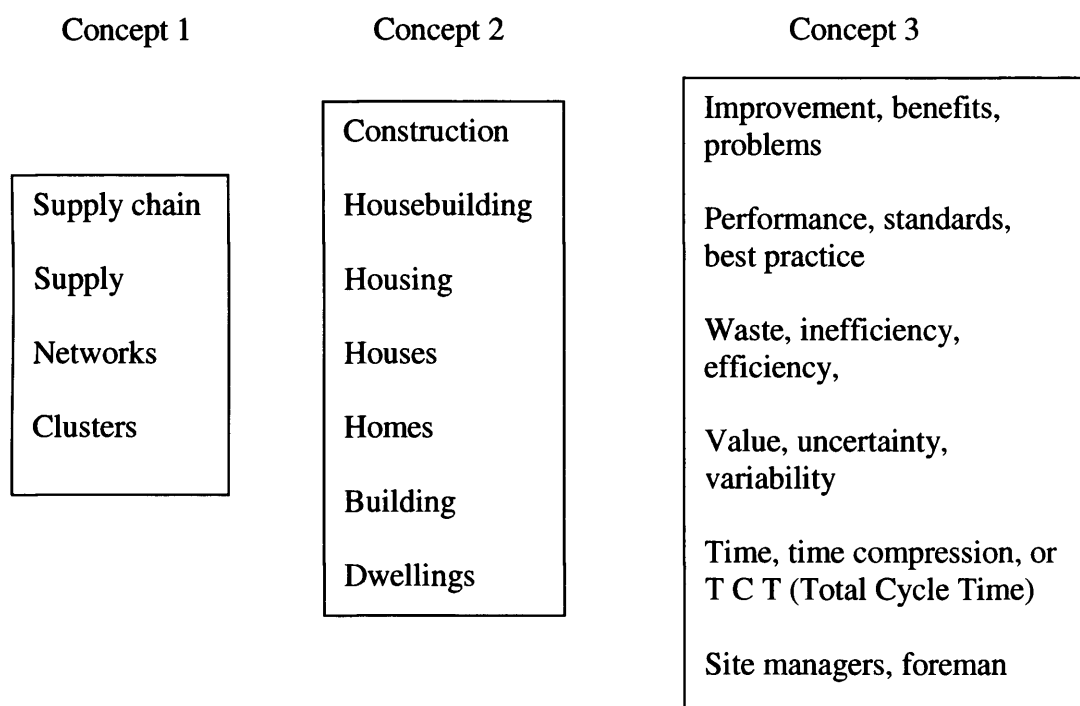 Concept 1
Concept 2
Concept 3
Supply chain
Supply
Networks
Clusters
Construction
Housebuilding
Housing
Houses
Homes
Building
Dwellings
Improvement, benefits,
problems
Performance, standards,
best practice
Waste, inefficiency,
efficiency,
Value, uncertainty,
variability
Time, time compression, or
T C T (Total Cycle Time)
Site managers, foreman